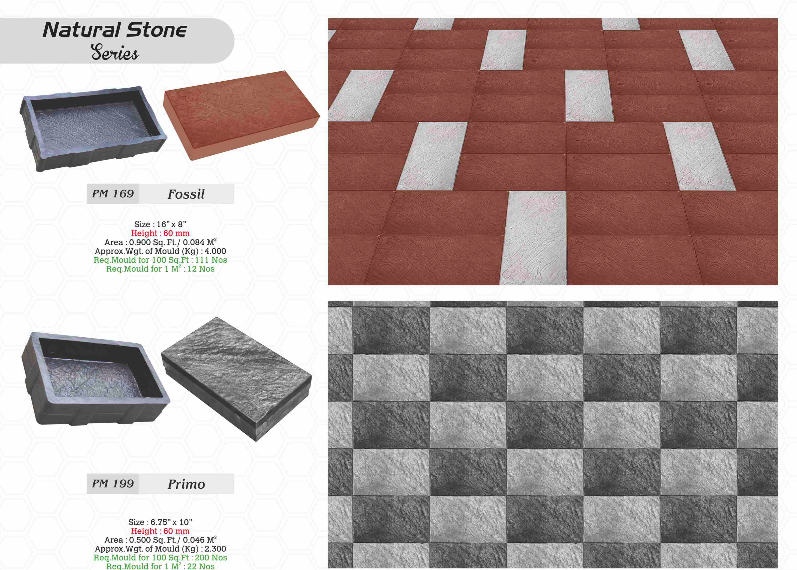 Natural Stone
Series
PM 169 Fossil
Size : 16" x 8"
Height : 60 mm
Area : 0.900 Sq. Ft./ 0.084 M²
Approx.Wgt. of Mould (Kg) : 4.000
Req.Mould for 100 Sq.Ft : 111 Nos
Req.Mould for 1 M² : 12 Nos
PM 199 Primo
Size : 6.75" x 10"
Height : 60 mm
Area : 0.500 Sq. Ft./ 0.046 M²
Approx.Wgt. of Mould (Kg) : 2.300
Req.Mould for 100 Sq.Ft : 200 Nos
Req.Mould for 1 M² : 22 Nos